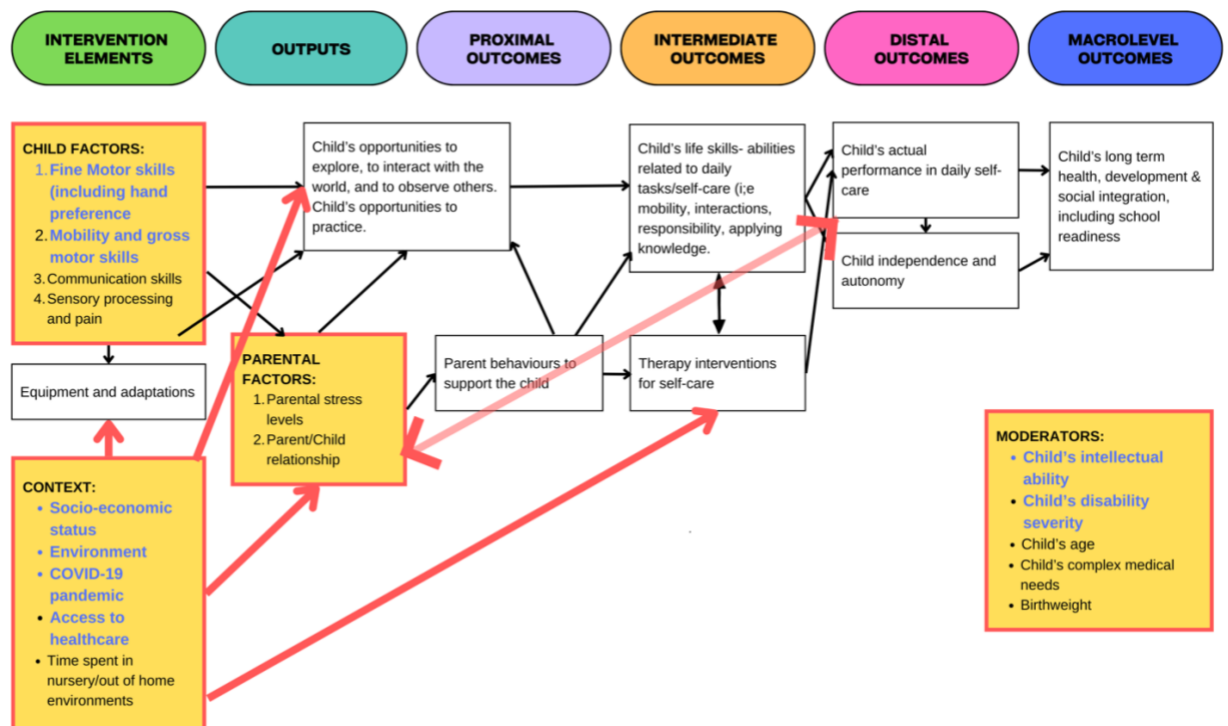 INTERVENTION
ELEMENTS
OUTPUTS
PROXIMAL
OUTCOMES
INTERMEDIATE
OUTCOMES
DISTAL
OUTCOMES
MACROLEVEL
OUTCOMES
CHILD FACTORS:
1. Fine Motor skills
(including hand
preference
2. Mobility and gross
motor skills
3. Communication skills
4. Sensory processing
and pain
Equipment and adaptations
CONTEXT:
• Socio-economic
status
• Environment
• COVID-19
pandemic
• Access to
healthcare
• Time spent in
nursery/out of home
environments
Child's opportunities to
explore, to interact with the
world, and to observe others.
Child's opportunities to
practice.
PARENTAL
FACTORS:
1. Parental stress
levels
2. Parent/Child
relationship
Parent behaviours to
support the child
Child's life skills- abilities
related to daily
tasks/self-care (i;e
mobility, interactions,
responsibility, applying
knowledge.
Therapy interventions
for self-care
Child's actual
performance in daily self-
care
Child independence and
autonomy
Child's long term
health, development &
social integration,
including school
readiness
MODERATORS:
• Child's intellectual
ability
• Child's disability
severity
• Child's age
• Child's complex medical
needs
• Birthweight